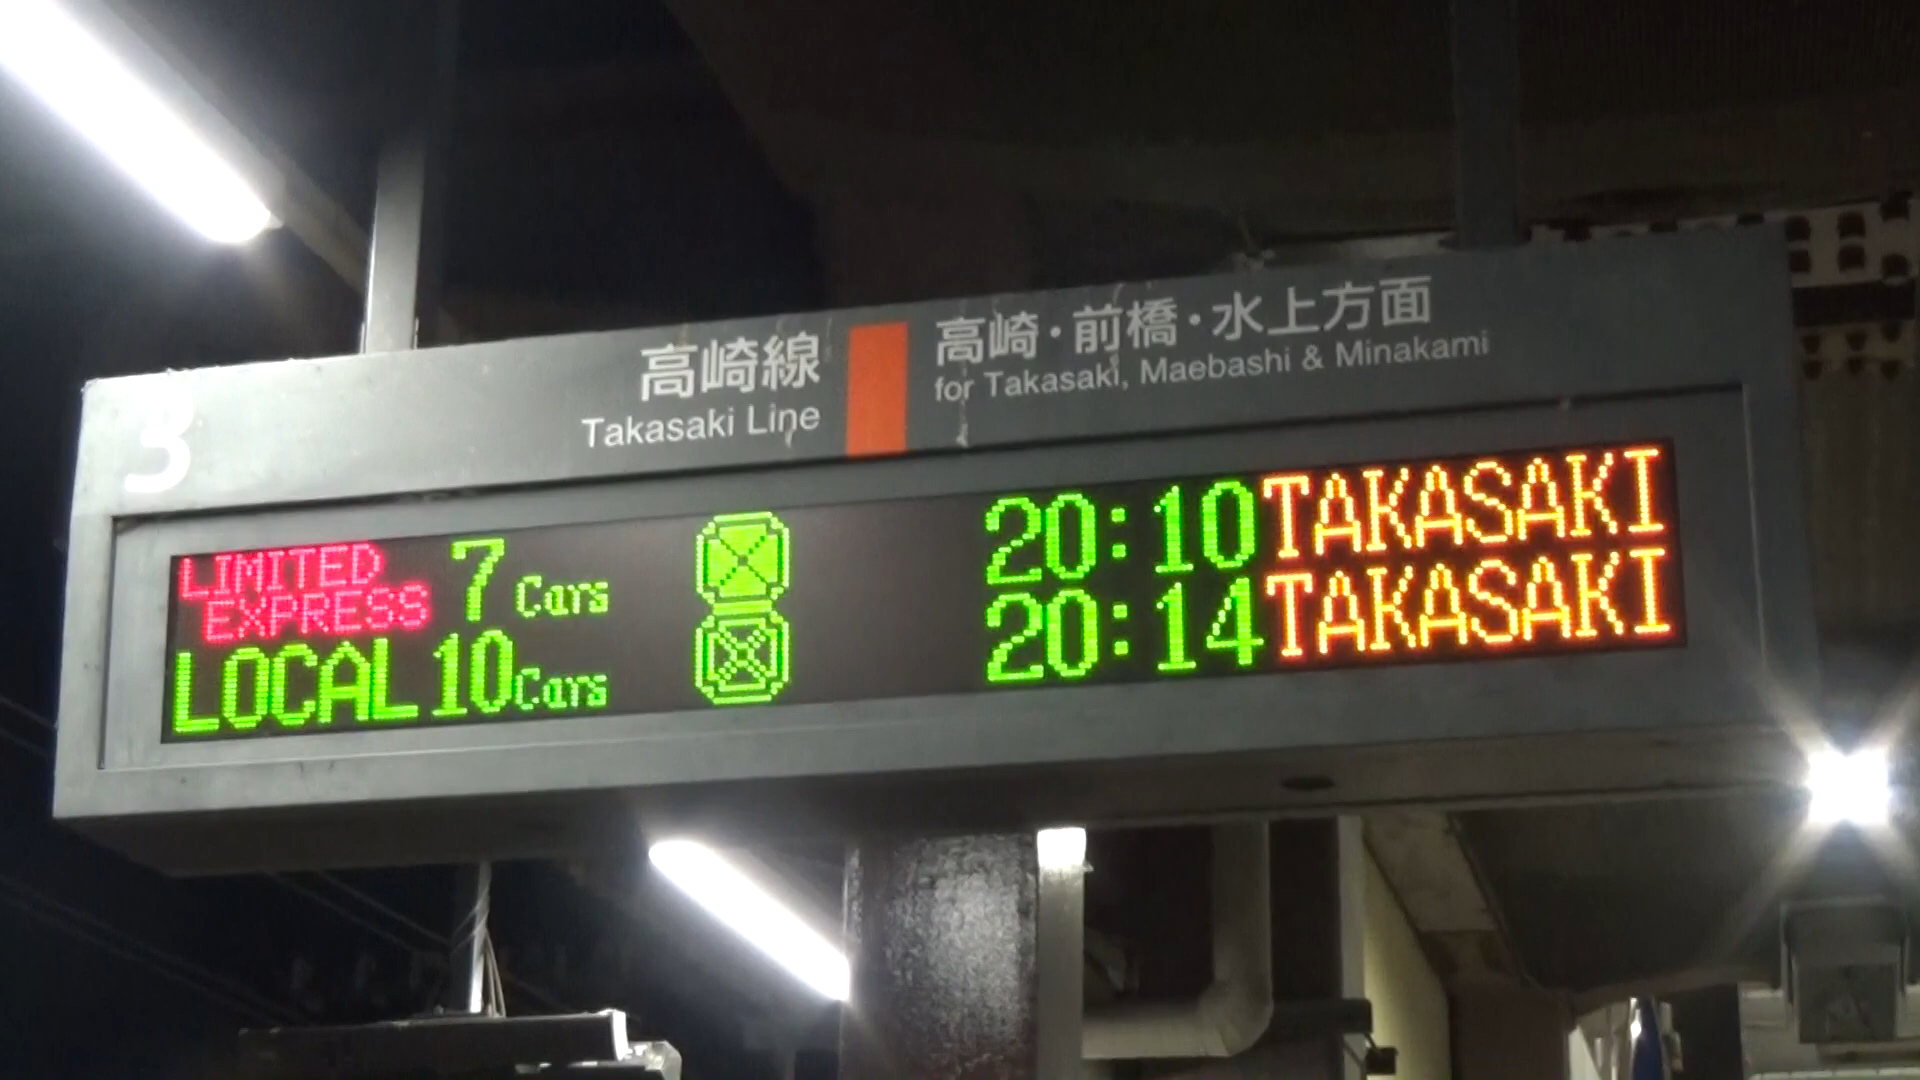 3
高崎線
Takasaki Line
高崎・前橋・水上方面
for Takasaki, Maebashi & Minakami
LIMITED EXPRESS 7 Cars 20:10 TAKASAKI
LOCAL 10 Cars 20:14 TAKASAKI